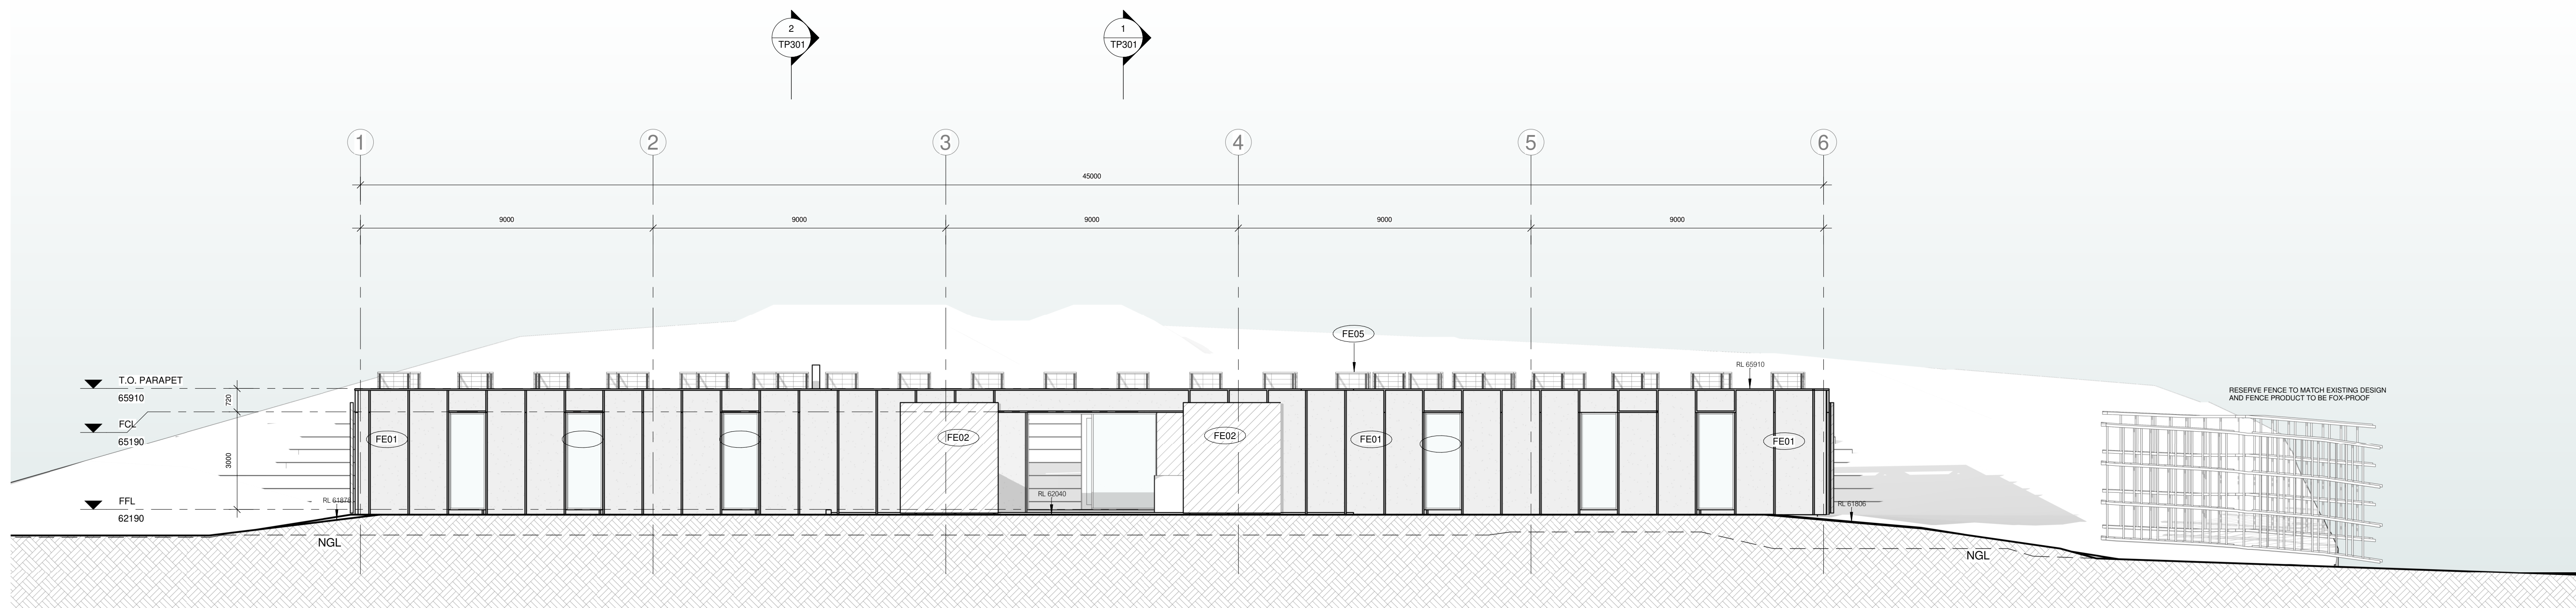 2
TP301
1
TP301
1
2
3
4
5
6
45000
9000
9000
9000
9000
9000
FE05
RL 65910
T.O. PARAPET
65910
720
FCL
65190
3000
FFL
62190
RESERVE FENCE TO MATCH EXISTING DESIGN
AND FENCE PRODUCT TO BE FOX-PROOF
FE01
FE02
FE02
FE01
FE01
RL 61878
RL 62040
RL 61806
NGL
NGL